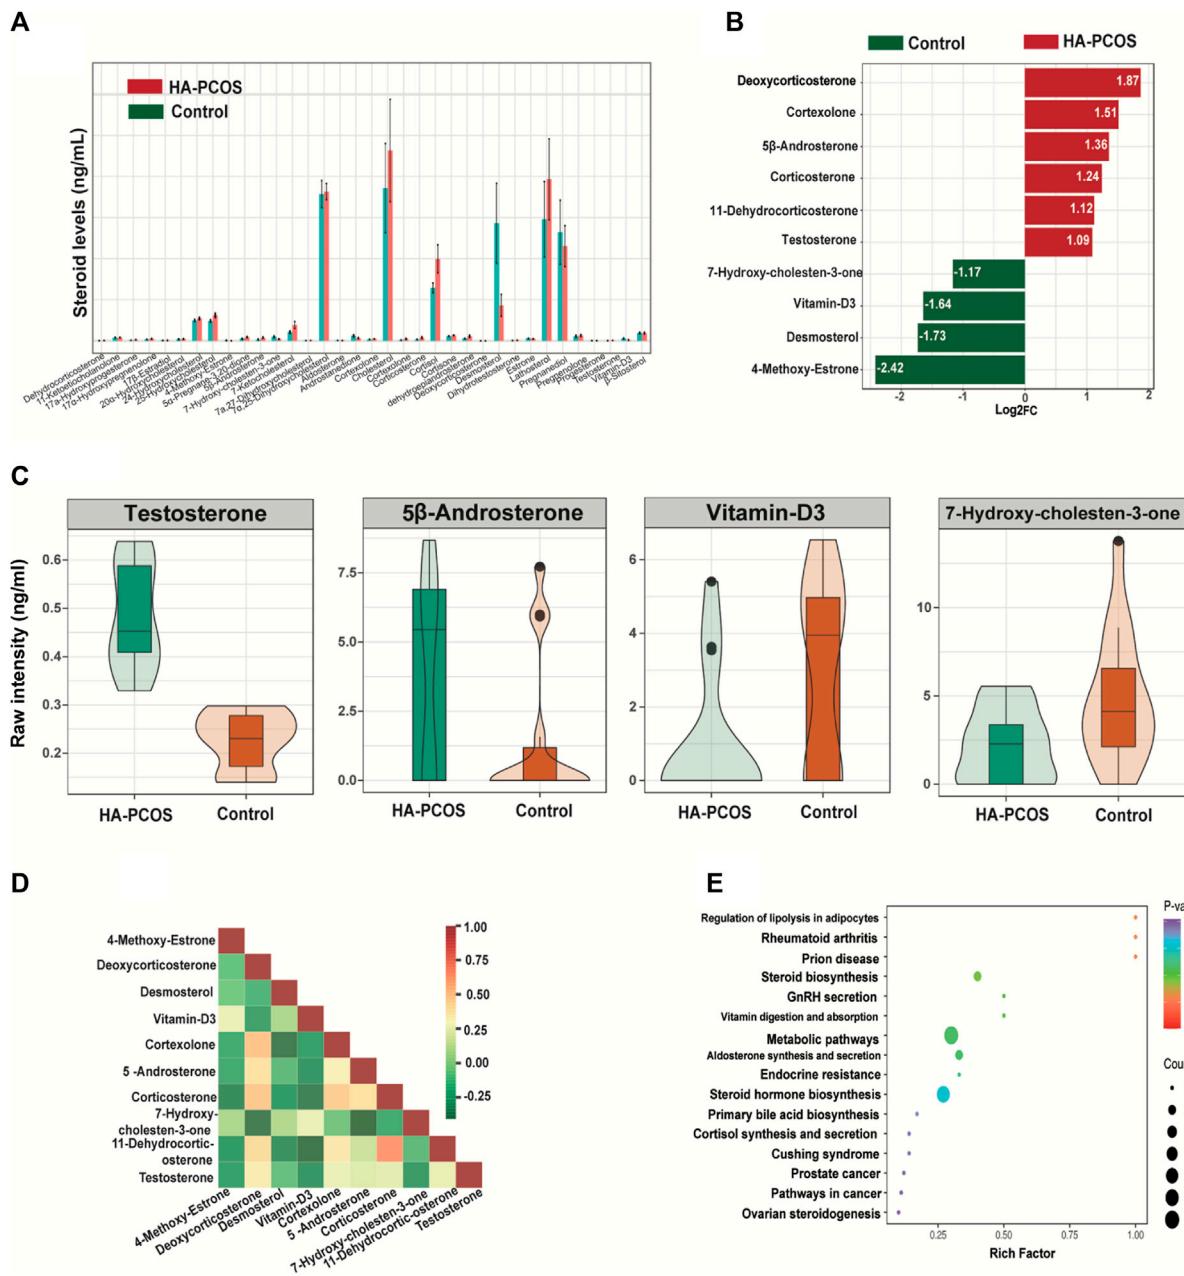 A
HA-PCOS
Control
Steroid levels (ng/mL)
Dehydrocorticosterone
11-Ketoetiocholanolone
17a-Hydroxyprogesterone
17α-Hydroxypregnenolone
17β-Estradiol
20α-Hydroxycholesterol
24-Hydroxycholesterol
25-Hydroxycholesterol
4-Methoxy-Estrone
5α-Pregnane-3,20-dione
5β-Androsterone
7-Hydroxy-cholesten-3-one
7-Ketocholesterol
7a,27-Dihydroxycholesterol
7α,25-Dihydroxycholesterol
Aldosterone
Androstanedione
Cortexolone
Cholesterol
Cortexolone
Corticosterone
Cortisol
Cortisone
dehydroepiandrosterone
Deoxycorticosterone
Desmosterol
Dihydrotestosterone
Estrone
Lathosterol
Pregnanediol
Pregnenolone
Progesterone
Testosterone
Vitamin-D3
β-Sitosterol
B
Control
HA-PCOS
Deoxycorticosterone
1.87
Cortexolone
1.51
5β-Androsterone
1.36
Corticosterone
1.24
11-Dehydrocorticosterone
1.12
Testosterone
1.09
7-Hydroxy-cholesten-3-one
-1.17
Vitamin-D3
-1.64
Desmosterol
-1.73
4-Methoxy-Estrone
-2.42
-2 -1 0 1 2
Log2FC
C
Raw intensity (ng/ml)
Testosterone
0.6
0.5
0.3
0.2
HA-PCOS Control
5β-Androsterone
7.5
5.0
2.5
0.0
HA-PCOS Control
Vitamin-D3
6
4
2
0
HA-PCOS Control
7-Hydroxy-cholesten-3-one
10
5
0
HA-PCOS Control
D
4-Methoxy-Estrone
Deoxycorticosterone
Desmosterol
Vitamin-D3
Cortexolone
5 -Androsterone
Corticosterone
7-Hydroxy-
cholesten-3-one
11-Dehydrocortic-
osterone
Testosterone
4-Methoxy-Estrone
Deoxycorticosterone
Desmosterol
Vitamin-D3
Cortexolone
5 -Androsterone
Corticosterone
7-Hydroxy-cholesten-3-one
11-Dehydrocortic-osterone
Testosterone
1.00
0.75
0.50
0.25
0.00
-0.25
E
Regulation of lipolysis in adipocytes
Rheumatoid arthritis
Prion disease
Steroid biosynthesis
GnRH secretion
Vitamin digestion and absorption
Metabolic pathways
Aldosterone synthesis and secretion
Endocrine resistance
Steroid hormone biosynthesis
Primary bile acid biosynthesis
Cortisol synthesis and secretion
Cushing syndrome
Prostate cancer
Pathways in cancer
Ovarian steroidogenesis
0.25 0.50 0.75 1.00
Rich Factor
P-va
Cou